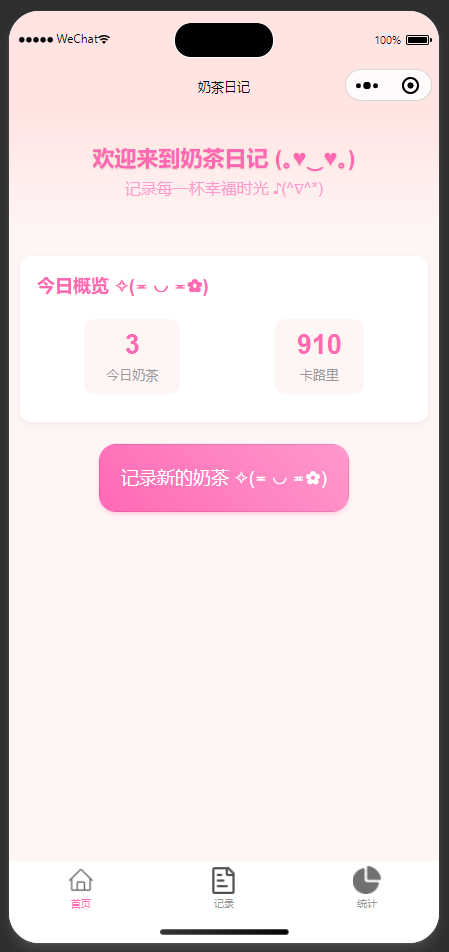 WeChat
100%
奶茶日记
欢迎来到奶茶日记 (｡♥‿♥｡)
记录每一杯幸福时光 ♪(^∇^*)
今日概览 ✧(≖ ◡ ≖✿)
3
910
今日奶茶
卡路里
记录新的奶茶 ✧(≖ ◡ ≖✿)
首页
记录
统计